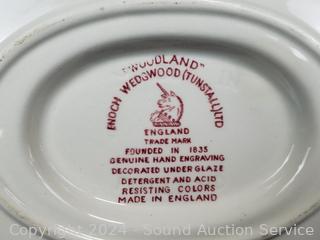 "WOODLAND"
ENOCH WEDGWOOD (TUNSTALL) LTD
ENGLAND
TRADE MARK
FOUNDED IN 1835
GENUINE HAND ENGRAVING
DECORATED UNDER GLAZE
DETERGENT AND ACID
RESISTING COLORS
MADE IN ENGLAND
Copyright 2024 - Sound Auction Service